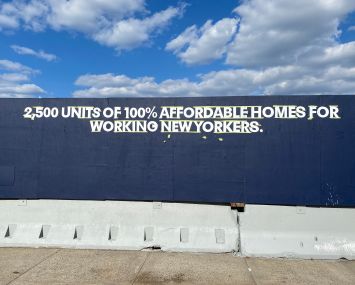 2,500 UNITS OF 100% AFFORDABLE HOMES FOR
WORKING NEW YORKERS.